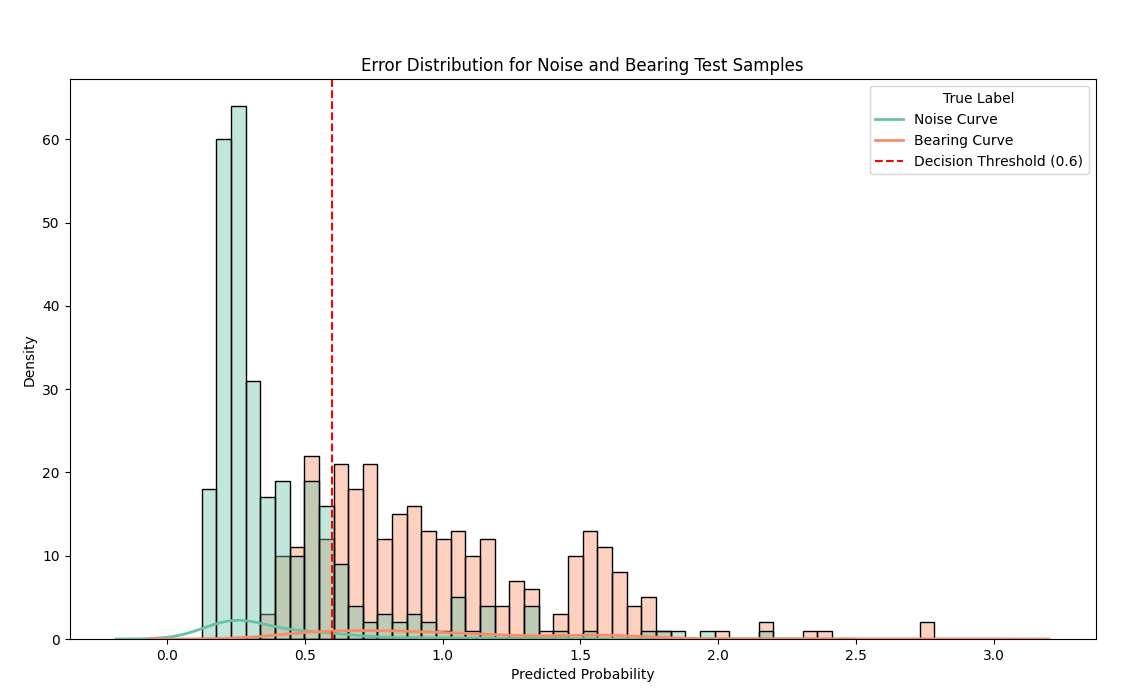 Error Distribution for Noise and Bearing Test Samples
True Label
Noise Curve
Bearing Curve
Decision Threshold (0.6)
Density
60
50
40
30
20
10
0
0.0 0.5 1.0 1.5 2.0 2.5 3.0
Predicted Probability